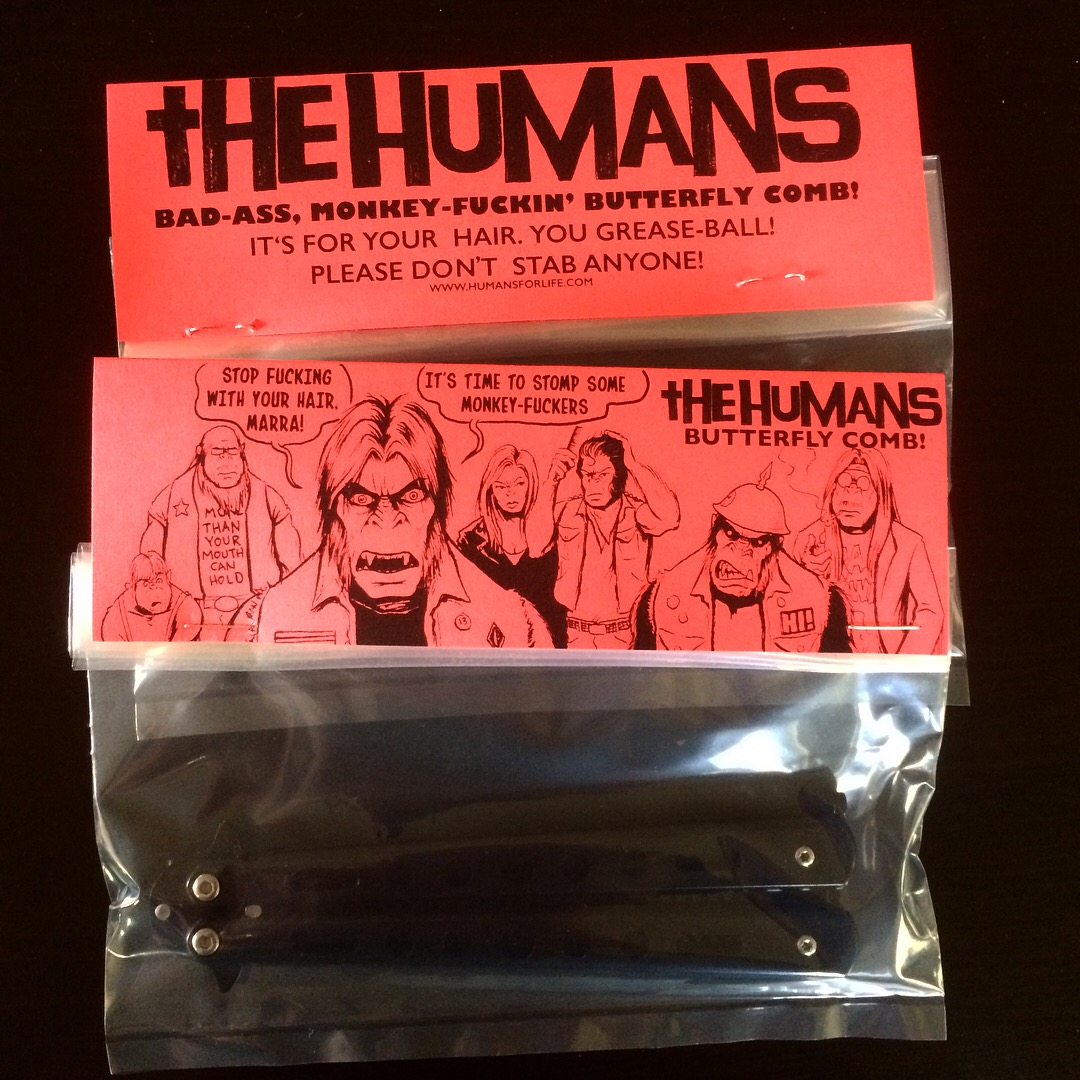 tHEHUMANS
BAD-ASS, MONKEY-FUCKIN' BUTTERFLY COMB!
IT'S FOR YOUR HAIR. YOU GREASE-BALL!
PLEASE DON'T STAB ANYONE!
WWW.HUMANSFORLIFE.COM
STOP FUCKING
WITH YOUR HAIR,
MARRA!
IT'S TIME TO STOMP SOME
MONKEY-FUCKERS
tHEHUMANS
BUTTERFLY COMB!
THAN
YOUR
MOUTH
CAN
HOLD
13
HI!